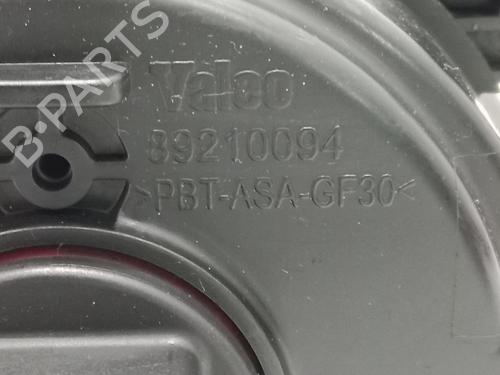 B-PARTS
Valeo
89210094
>PBT-ASA-GF30<